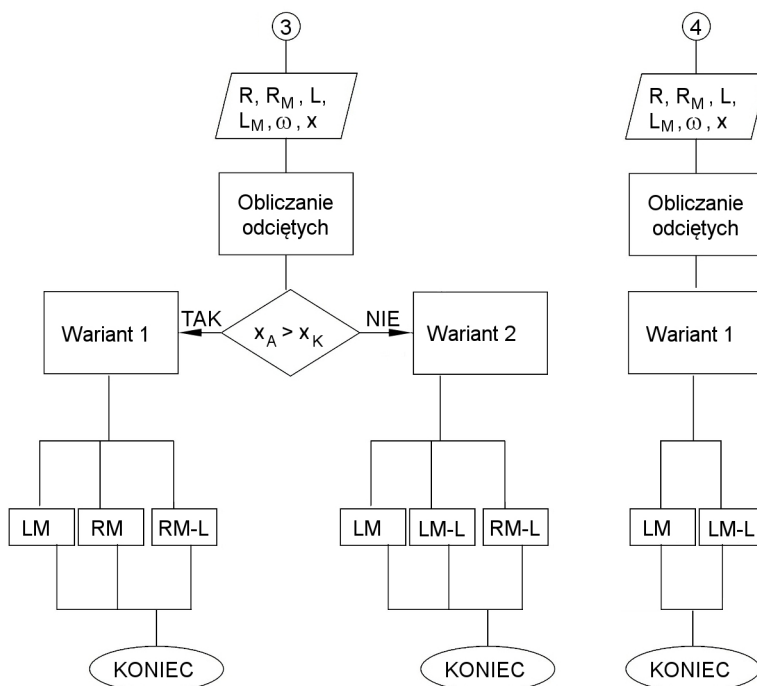 3
R, R_M, L,
L_M, ω, x
Obliczanie
odciętych
TAK
x_A > x_K
NIE
Wariant 1
Wariant 2
LM
RM
RM-L
LM
LM-L
RM-L
KONIEC
KONIEC
4
R, R_M, L,
L_M, ω, x
Obliczanie
odciętych
Wariant 1
LM
LM-L
KONIEC